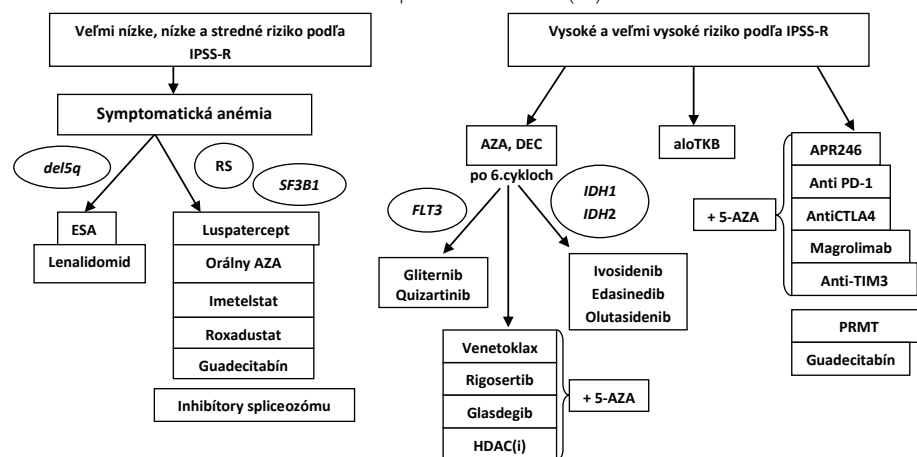 Veľmi nízke, nízke a stredné riziko podľa
IPSS-R
Symptomatická anémia
del5q
RS
SF3B1
ESA
Lenalidomid
Luspatercept
Orálny AZA
Imetelstat
Roxadustat
Guadecitabín
Inhibítory spliceozómu
Vysoké a veľmi vysoké riziko podľa IPSS-R
AZA, DEC
po 6.cykloch
aloTKB
FLT3
IDH1
IDH2
Gliternib
Quizartinib
Ivosidenib
Edasinedib
Olutasidenib
Venetoklax
Rigosertib
Glasdegib
HDAC(i)
+ 5-AZA
+ 5-AZA
APR246
Anti PD-1
AntiCTLA4
Magrolimab
Anti-TIM3
PRMT
Guadecitabín